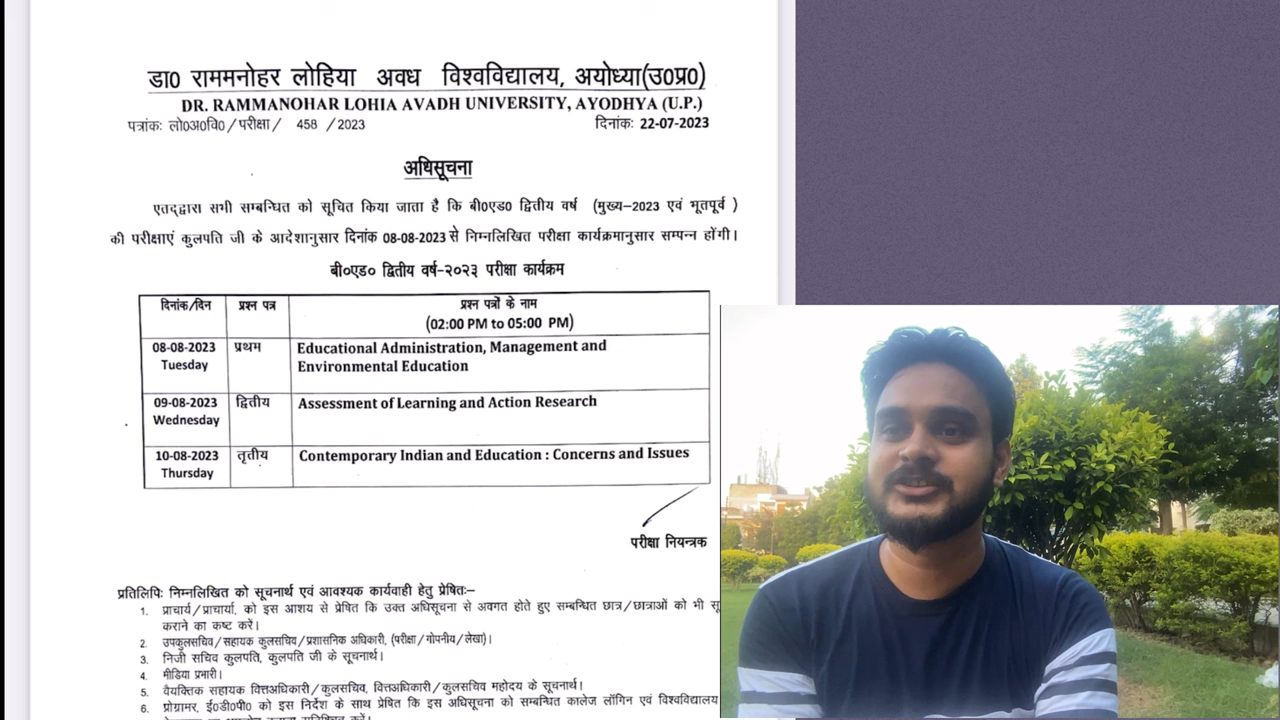 डा0 राममनोहर लोहिया अवध विश्वविद्यालय, अयोध्या(उ0प्र0)
DR. RAMMANOHAR LOHIA AVADH UNIVERSITY, AYODHYA (U.P.)
पत्रांकः लो0अ0वि0/परीक्षा/ 458 /2023 दिनांकः 22-07-2023
अधिसूचना
एतद्द्वारा सभी सम्बन्धित को सूचित किया जाता है कि बी0एड0 द्वितीय वर्ष (मुख्य–2023 एवं भूतपूर्व )
की परीक्षाएं कुलपति जी के आदेशानुसार दिनांक 08-08-2023 से निम्नलिखित परीक्षा कार्यक्रमानुसार सम्पन्न होंगी।
बी०एड० द्वितीय वर्ष-२०२३ परीक्षा कार्यक्रम
दिनांक/दिन प्रश्न पत्र प्रश्न पत्रों के नाम
(02:00 PM to 05:00 PM)
08-08-2023 प्रथम Educational Administration, Management and
Tuesday Environmental Education
09-08-2023 द्वितीय Assessment of Learning and Action Research
Wednesday
10-08-2023 तृतीय Contemporary Indian and Education : Concerns and Issues
Thursday
परीक्षा नियन्त्रक
प्रतिलिपिः निम्नलिखित को सूचनार्थ एवं आवश्यक कार्यवाही हेतु प्रेषितः–
1. प्राचार्य/प्राचार्या, को इस आशय से प्रेषित कि उक्त अधिसूचना से अवगत होते हुए सम्बन्धित छात्र/छात्राओं को भी
कराने का कष्ट करें।
2. उपकुलसचिव/सहायक कुलसचिव/प्रशासनिक अधिकारी, (परीक्षा/गोपनीय/लेखा)।
3. निजी सचिव कुलपति, कुलपति जी के सूचनार्थ।
4. मीडिया प्रभारी।
5. वैयक्तिक सहायक वित्तअधिकारी/कुलसचिव, वित्तअधिकारी/कुलसचिव महोदय के सूचनार्थ।
6. प्रोग्रामर, ई0डी0पी0 को इस निर्देश के साथ प्रेषित कि इस अधिसूचना को सम्बन्धित कालेज लॉगिन एवं विश्वविद्यालय